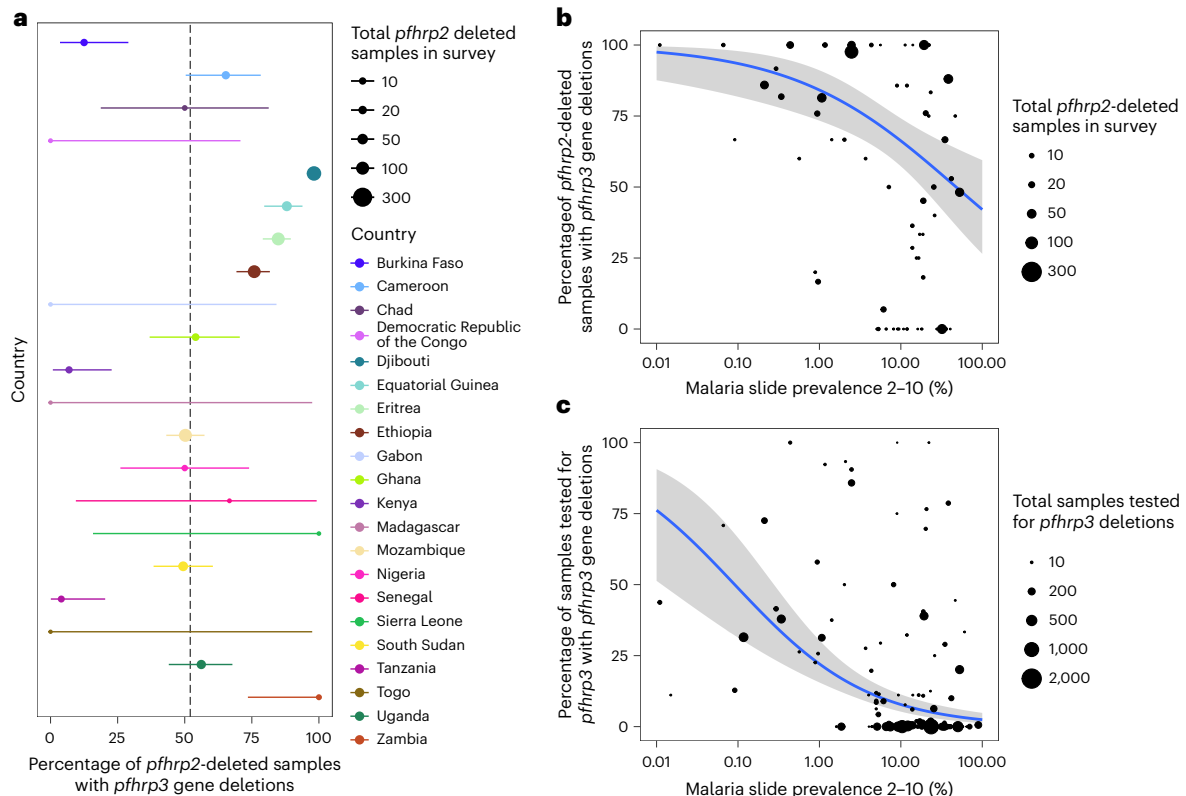 a
Country
0 25 50 75 100
Percentage of pfhrp2-deleted samples
with pfhrp3 gene deletions
Total pfhrp2 deleted
samples in survey
10
20
50
100
300
Country
Burkina Faso
Cameroon
Chad
Democratic Republic
of the Congo
Djibouti
Equatorial Guinea
Eritrea
Ethiopia
Gabon
Ghana
Kenya
Madagascar
Mozambique
Nigeria
Senegal
Sierra Leone
South Sudan
Tanzania
Togo
Uganda
Zambia
b
Percentageof pfhrp2-deleted
samples with pfhrp3 gene deletions
100
75
50
25
0
0.01 0.10 1.00 10.00 100.00
Malaria slide prevalence 2–10 (%)
Total pfhrp2-deleted
samples in survey
10
20
50
100
300
c
Percentage of samples tested for
pfhrp3 with pfhrp3 gene deletions
100
75
50
25
0
0.01 0.10 1.00 10.00 100.00
Malaria slide prevalence 2–10 (%)
Total samples tested
for pfhrp3 deletions
10
200
500
1,000
2,000